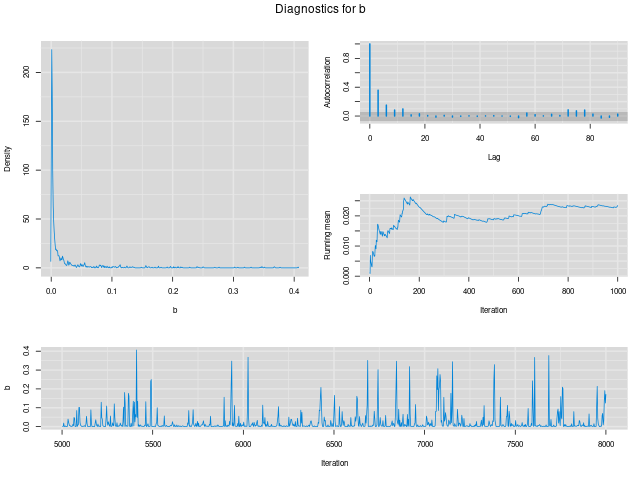 Diagnostics for b
Density
200
150
100
50
0
0.0 0.1 0.2 0.3 0.4
b
Autocorrelation
0.8
0.4
0.0
0 20 40 60 80
Lag
Running mean
0.020
0.010
0.000
0 200 400 600 800 1000
Iteration
b
0.4
0.3
0.2
0.1
0.0
5000 5500 6000 6500 7000 7500 8000
Iteration